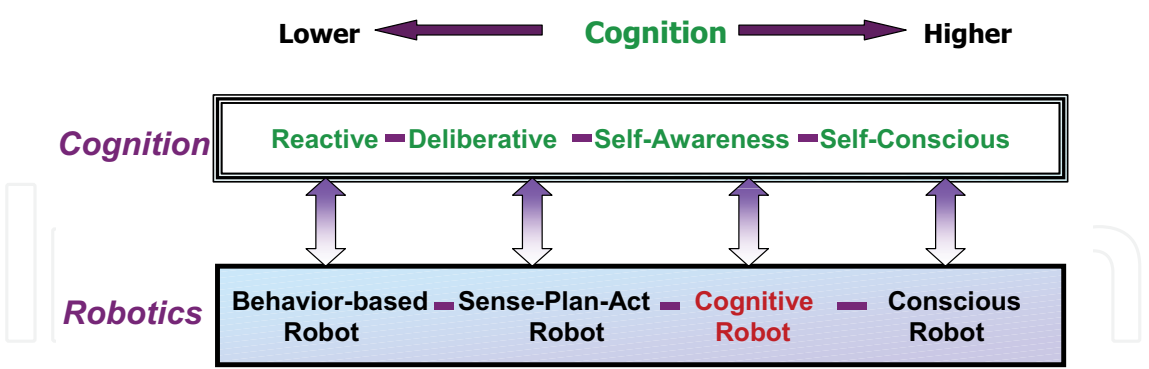 Lower Cognition Higher
Cognition Reactive Deliberative Self-Awareness Self-Conscious
Robotics
Behavior-based Sense-Plan-Act Cognitive Conscious
Robot Robot Robot Robot